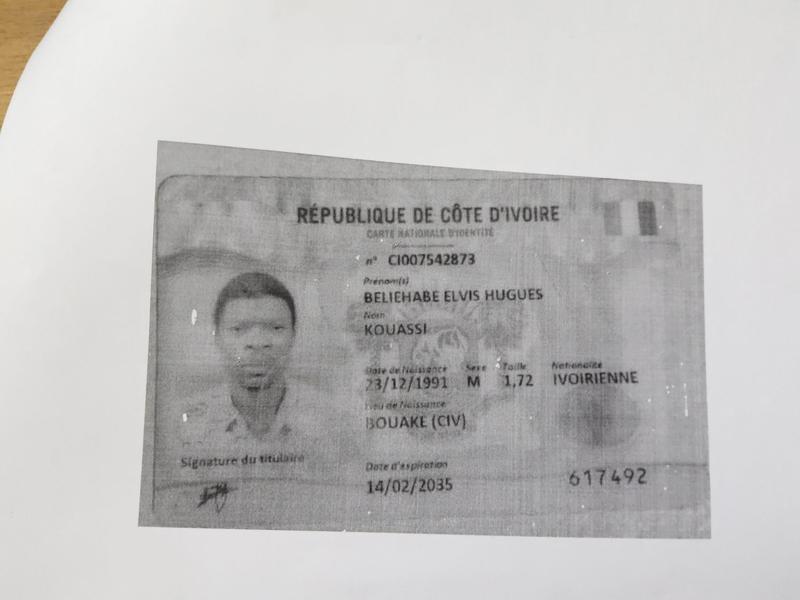 RÉPUBLIQUE DE CÔTE D'IVOIRE
CARTE NATIONALE D'IDENTITÉ
n° CI007542873
Prénom(s)
BELIEHABE ELVIS HUGUES
Nom
KOUASSI
Date de Naissance Sexe Taille Nationalité
23/12/1991 M 1,72 IVOIRIENNE
Lieu de Naissance
BOUAKE (CIV)
Signature du titulaire
Date d'expiration
14/02/2035
617492